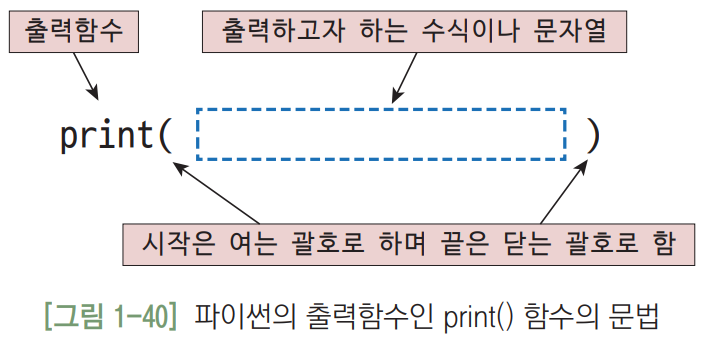 출력함수
출력하고자 하는 수식이나 문자열
print( )
시작은 여는 괄호로 하며 끝은 닫는 괄호로 함
[그림 1-40] 파이썬의 출력함수인 print() 함수의 문법